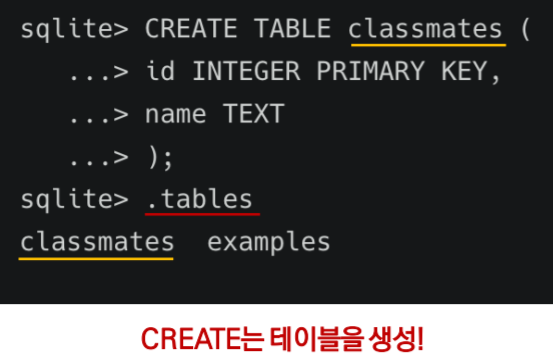 sqlite> CREATE TABLE classmates (
...> id INTEGER PRIMARY KEY,
...> name TEXT
...> );
sqlite> .tables
classmates examples
CREATE는 테이블을 생성!